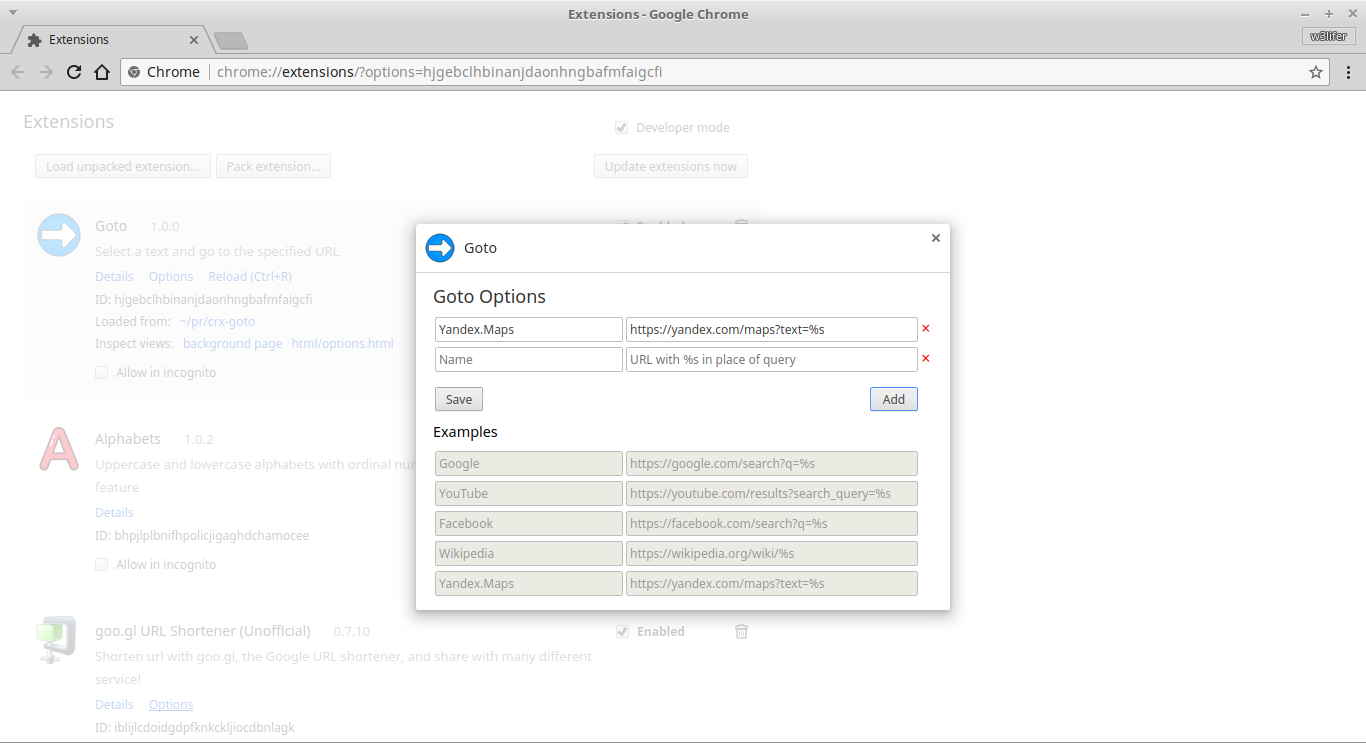 Extensions - Google Chrome
Extensions
w3lifer
Chrome chrome://extensions/?options=hjgebclhbinanjdaonhngbafmfaigcfi
Extensions
Developer mode
Load unpacked extension... Pack extension... Update extensions now
Goto 1.0.0
Select a text and go to the specified URL
Details Options Reload (Ctrl+R)
ID: hjgebclhbinanjdaonhngbafmfaigcfi
Loaded from: ~/pr/crx-goto
Inspect views: background page html/options.html
Allow in incognito
Goto
Goto Options
Yandex.Maps https://yandex.com/maps?text=%s
Name URL with %s in place of query
Save Add
Examples
Google https://google.com/search?q=%s
YouTube https://youtube.com/results?search_query=%s
Facebook https://facebook.com/search?q=%s
Wikipedia https://wikipedia.org/wiki/%s
Yandex.Maps https://yandex.com/maps?text=%s
Alphabets 1.0.2
Uppercase and lowercase alphabets with ordinal
feature
Details
ID: bhpjlplbnifhpolicjigaghdchamocee
Allow in incognito
goo.gl URL Shortener (Unofficial) 0.7.10 Enabled
Shorten url with goo.gl, the Google URL shortener, and share with many different
service!
Details Options
ID: iblijlcdoidgdpfknkckljiocdbnlagk